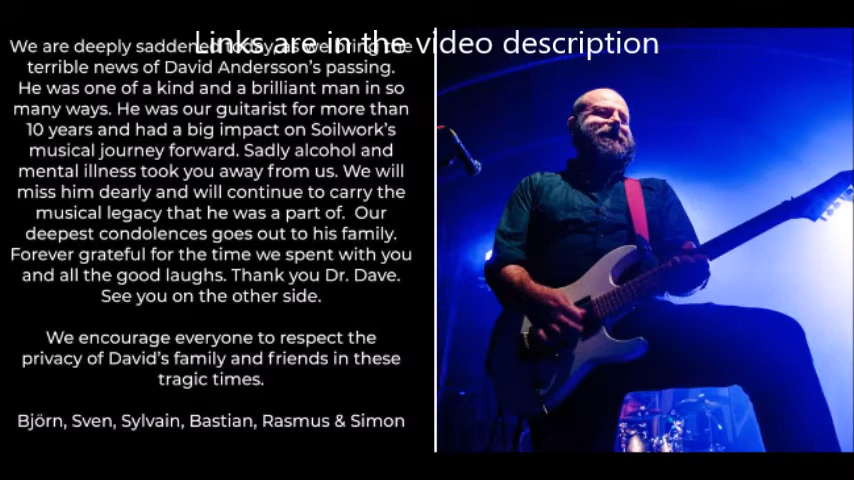 Links are in the video description
We are deeply saddened today, as we bring the
terrible news of David Andersson's passing.
He was one of a kind and a brilliant man in so
many ways. He was our guitarist for more than
10 years and had a big impact on Soilwork's
musical journey forward. Sadly alcohol and
mental illness took you away from us. We will
miss him dearly and will continue to carry the
musical legacy that he was a part of. Our
deepest condolences goes out to his family.
Forever grateful for the time we spent with you
and all the good laughs. Thank you Dr. Dave.
See you on the other side.
We encourage everyone to respect the
privacy of David's family and friends in these
tragic times.
Björn, Sven, Sylvain, Bastian, Rasmus & Simon